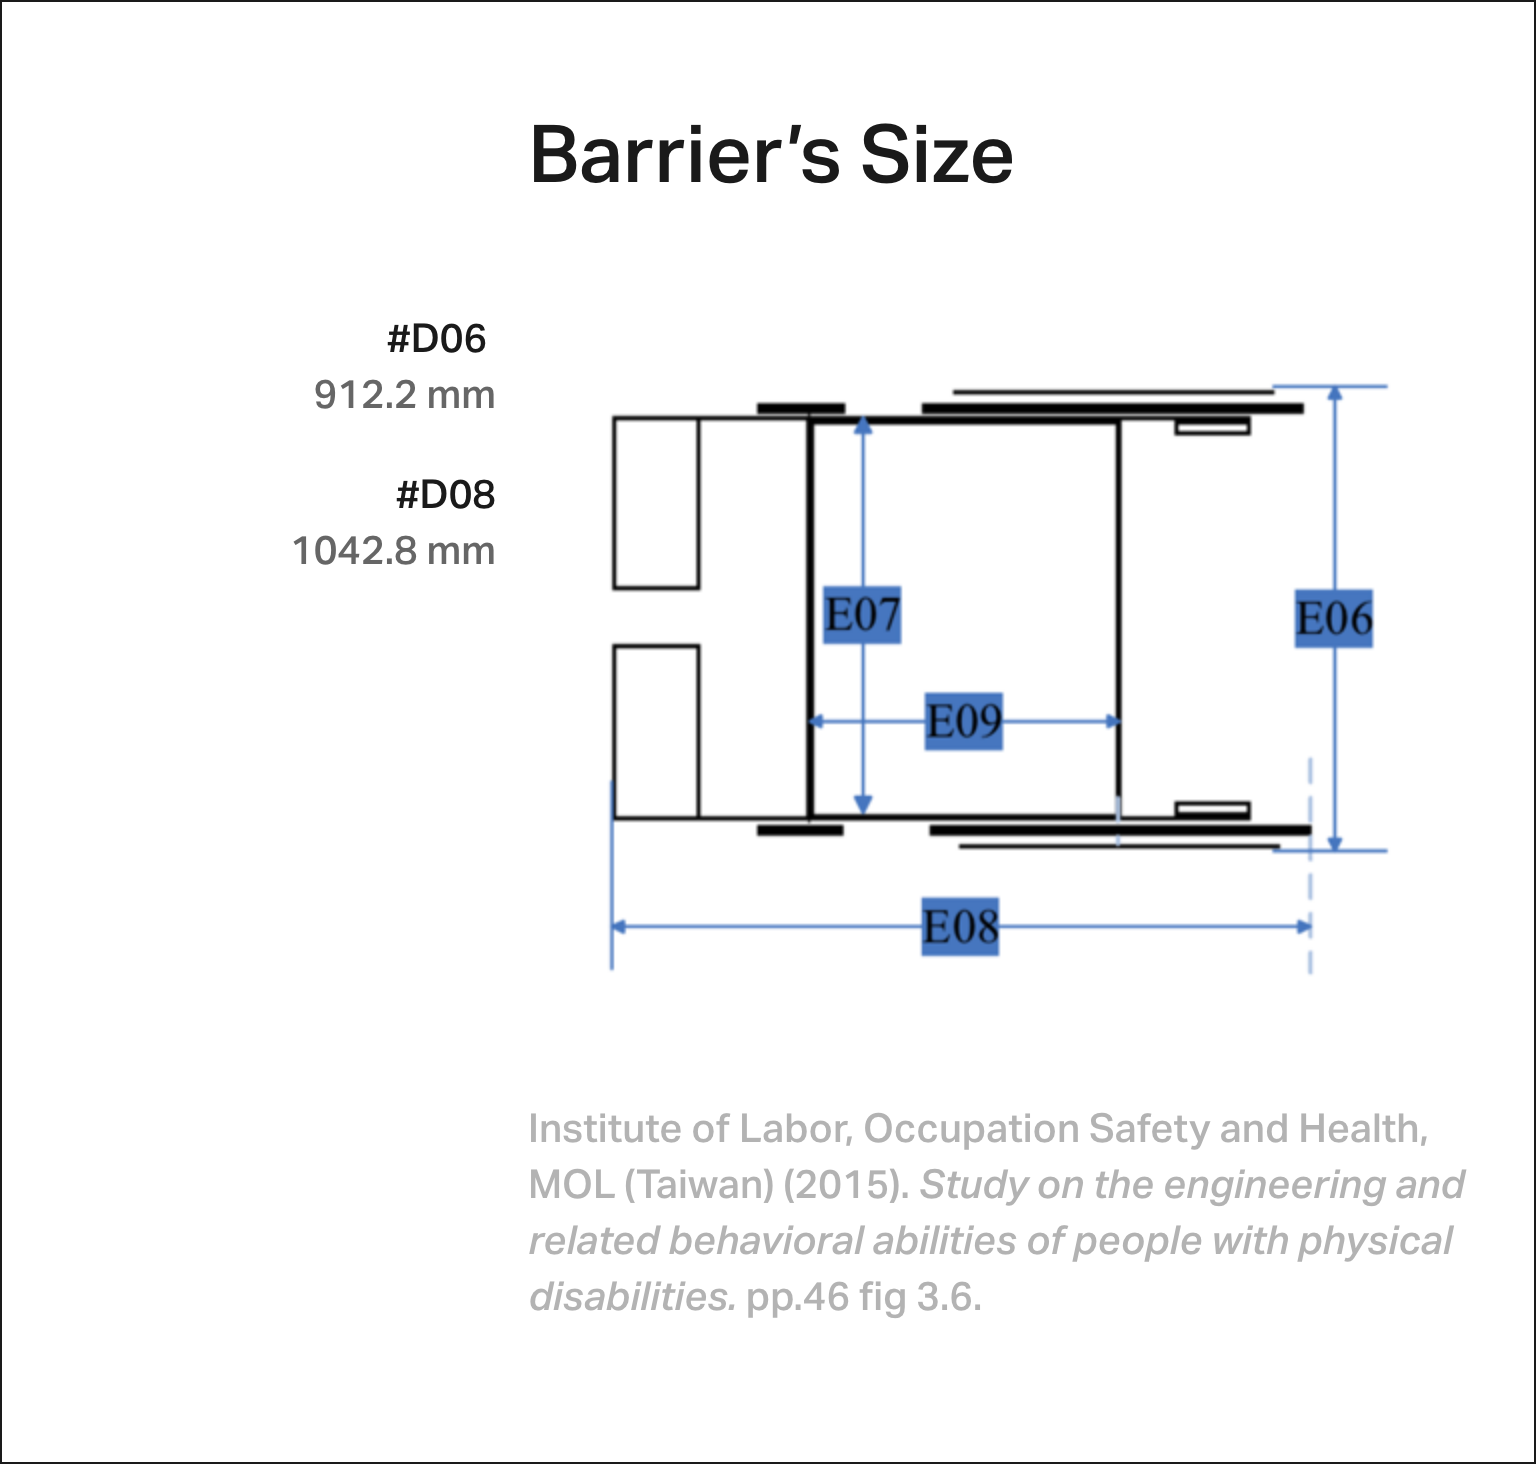 Barrier’s Size
#D06
912.2 mm
#D08
1042.8 mm
E07
E06
E09
E08
Institute of Labor, Occupation Safety and Health,
MOL (Taiwan) (2015). Study on the engineering and
related behavioral abilities of people with physical
disabilities. pp.46 fig 3.6.